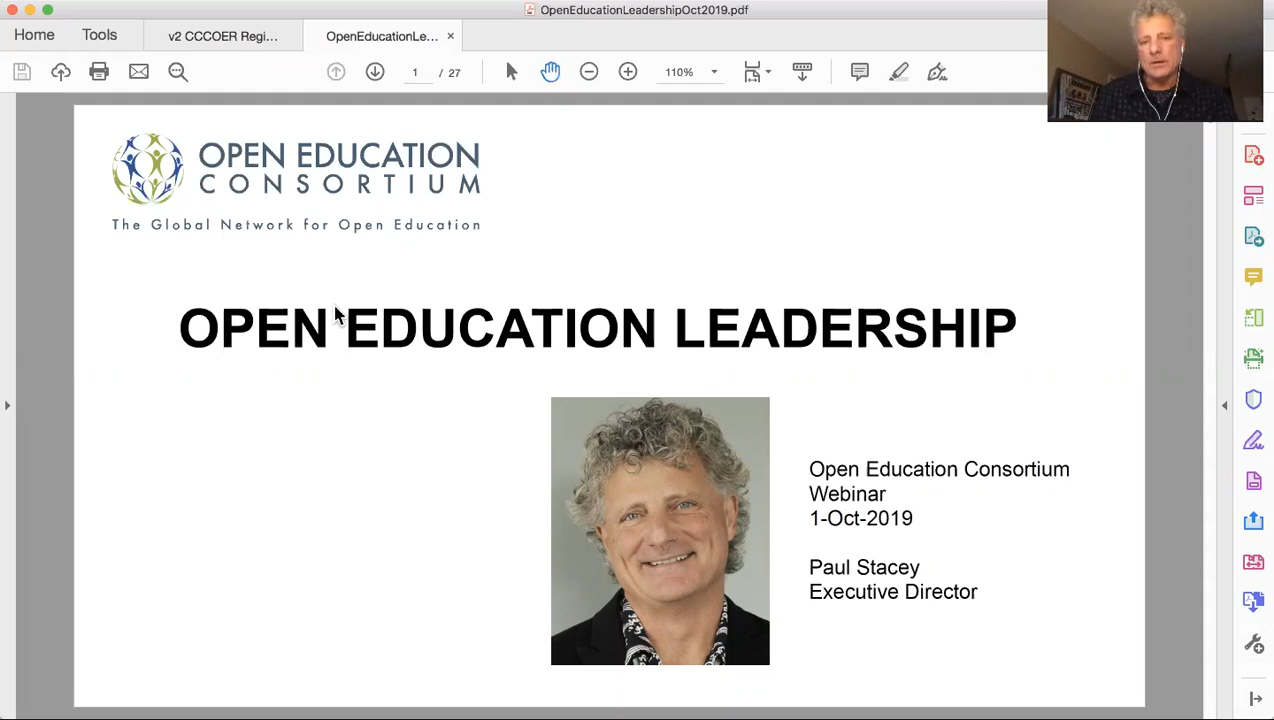 OpenEducationLeadershipOct2019.pdf
Home Tools v2 CCCOER Regi... OpenEducationLe... ×
1 / 27 110%
OPEN EDUCATION
CONSORTIUM
The Global Network for Open Education
OPEN EDUCATION LEADERSHIP
Open Education Consortium
Webinar
1-Oct-2019
Paul Stacey
Executive Director